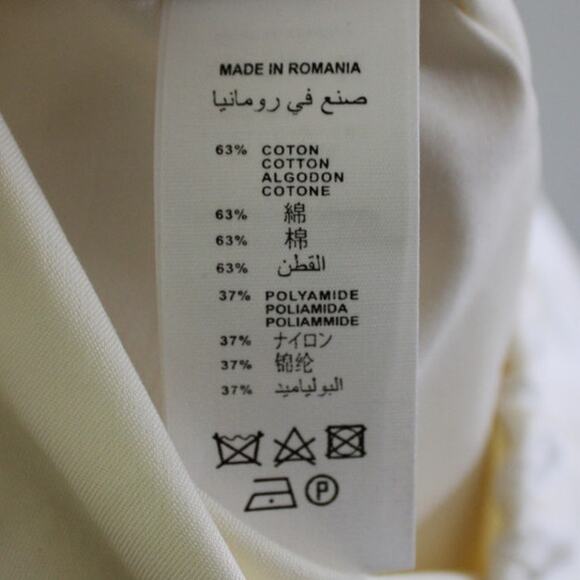 MADE IN ROMANIA
صنع في رومانيا
63% COTON
COTTON
ALGODON
COTONE
63% 綿
63% 棉
63% القطن
37% POLYAMIDE
POLIAMIDA
POLIAMMIDE
37% ナイロン
37% 锦纶
37% البولياميد
P